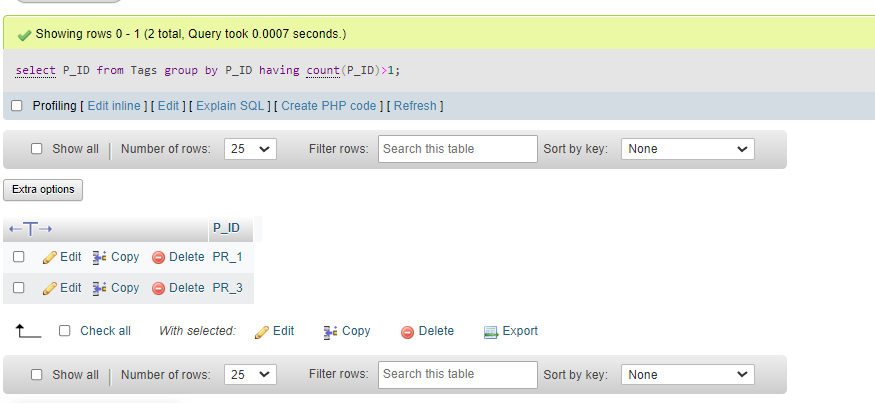 Showing rows 0 - 1 (2 total, Query took 0.0007 seconds.)
select P_ID from Tags group by P_ID having count(P_ID)>1;
Profiling [ Edit inline ] [ Edit ] [ Explain SQL ] [ Create PHP code ] [ Refresh ]
Show all | Number of rows: 25 Filter rows: Search this table Sort by key: None
Extra options
←T→ P_ID
Edit Copy Delete PR_1
Edit Copy Delete PR_3
Check all With selected: Edit Copy Delete Export
Show all | Number of rows: 25 Filter rows: Search this table Sort by key: None